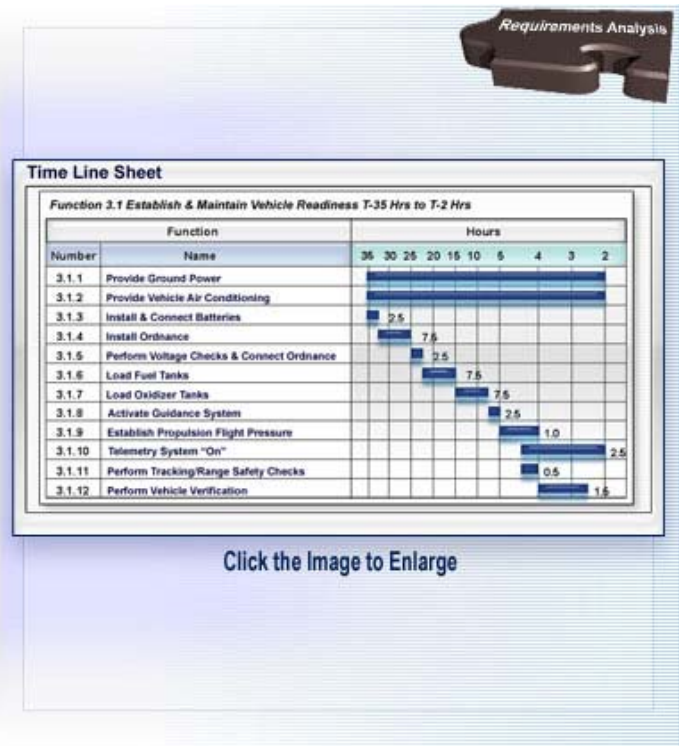 Requirements Analysis
Time Line Sheet
Function 3.1 Establish & Maintain Vehicle Readiness T-35 Hrs to T-2 Hrs
Function Hours
Number Name 35 30 25 20 15 10 5 4 3 2
3.1.1 Provide Ground Power
3.1.2 Provide Vehicle Air Conditioning
3.1.3 Install & Connect Batteries 2.5
3.1.4 Install Ordnance 7.5
3.1.5 Perform Voltage Checks & Connect Ordnance 2.5
3.1.6 Load Fuel Tanks 7.5
3.1.7 Load Oxidizer Tanks 7.5
3.1.8 Activate Guidance System 2.5
3.1.9 Establish Propulsion Flight Pressure 1.0
3.1.10 Telemetry System "On" 2.5
3.1.11 Perform Tracking/Range Safety Checks 0.5
3.1.12 Perform Vehicle Verification 1.5
Click the Image to Enlarge